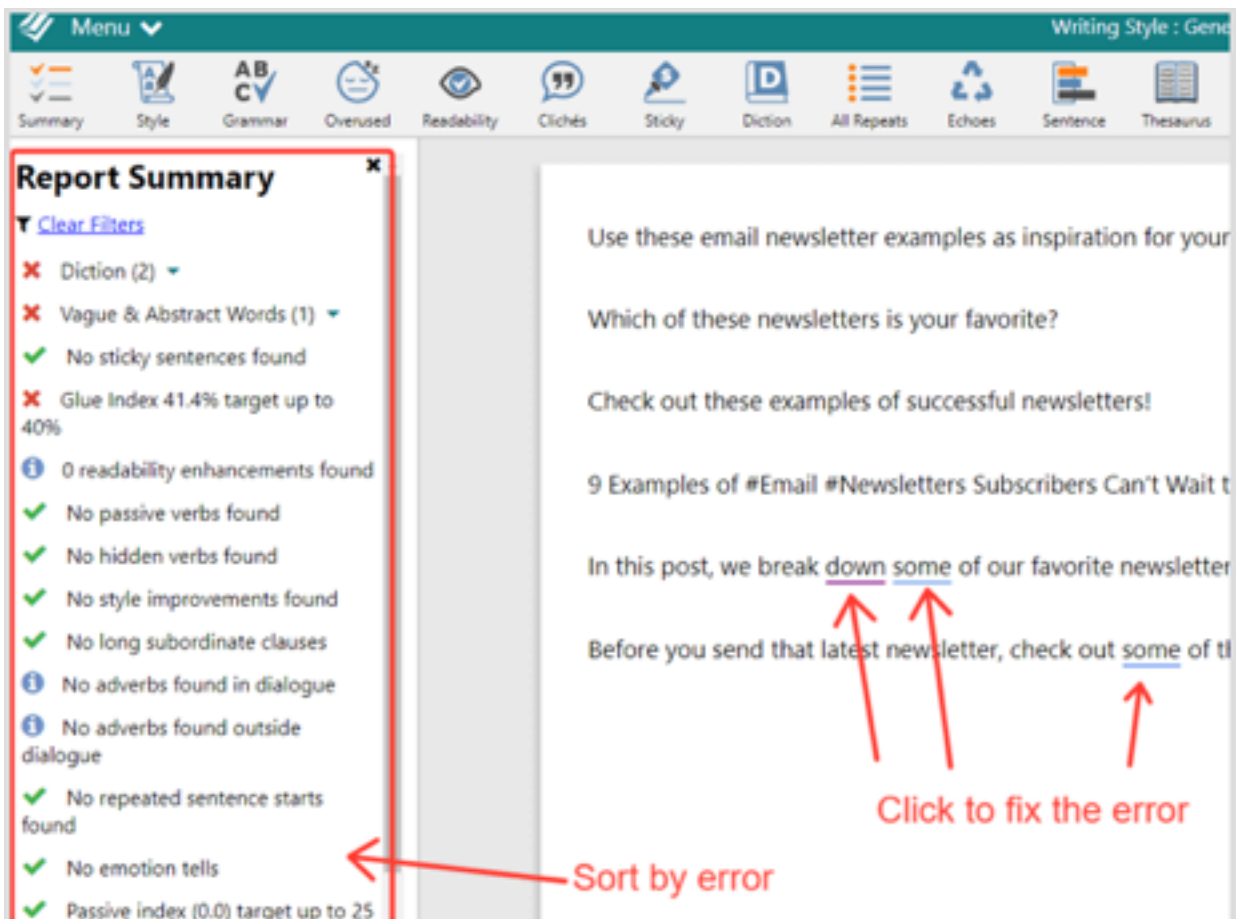 Menu
Writing Style : Gene
Summary Style Grammar Overused Readability Clichés Sticky Diction All Repeats Echoes Sentence Thesaurus
Report Summary
Clear Filters
Diction (2)
Vague & Abstract Words (1)
No sticky sentences found
Glue Index 41.4% target up to
40%
0 readability enhancements found
No passive verbs found
No hidden verbs found
No style improvements found
No long subordinate clauses
No adverbs found in dialogue
No adverbs found outside
dialogue
No repeated sentence starts
found
No emotion tells
Passive index (0.0) target up to 25
Use these email newsletter examples as inspiration for your
Which of these newsletters is your favorite?
Check out these examples of successful newsletters!
9 Examples of #Email #Newsletters Subscribers Can't Wait t
In this post, we break down some of our favorite newsletter
Before you send that latest newsletter, check out some of th
Click to fix the error
Sort by error